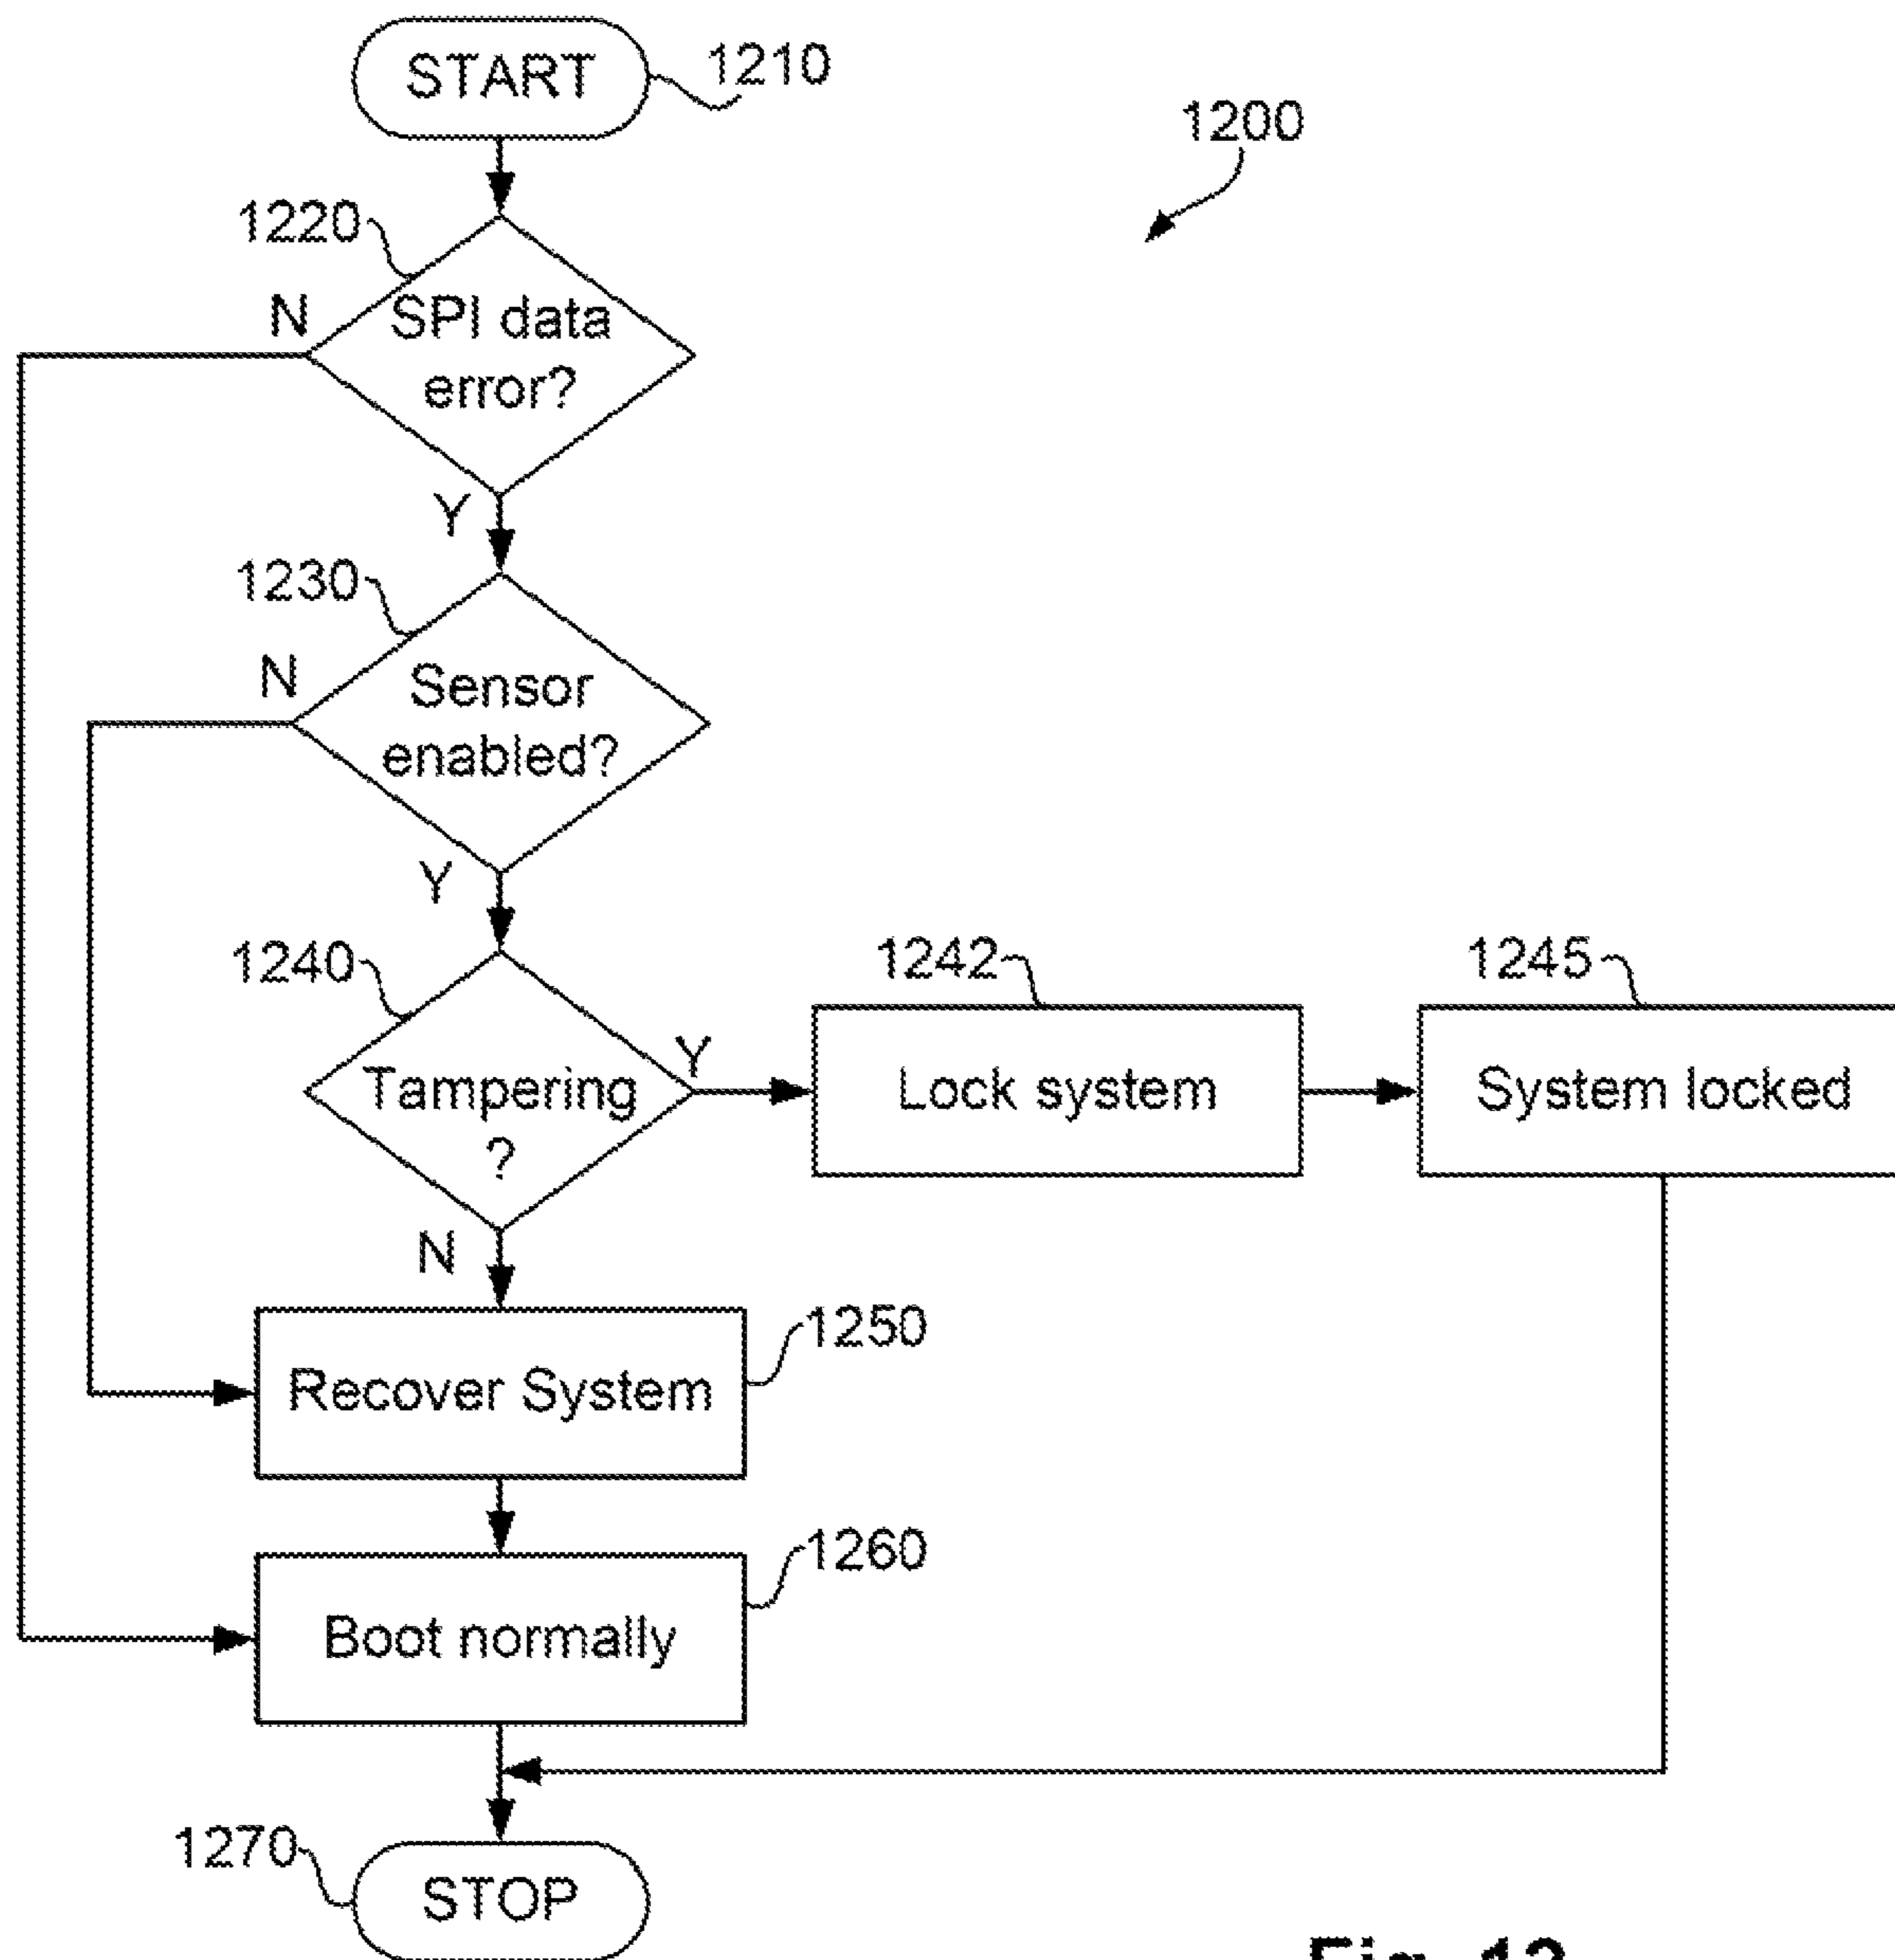 START
1210
1200
1220
N
SPI data
error?
Y
1230
N
Sensor
enabled?
Y
1240
1242
1245
Tampering
?
Y
Lock system
System locked
N
1250
Recover System
1260
Boot normally
1270
STOP